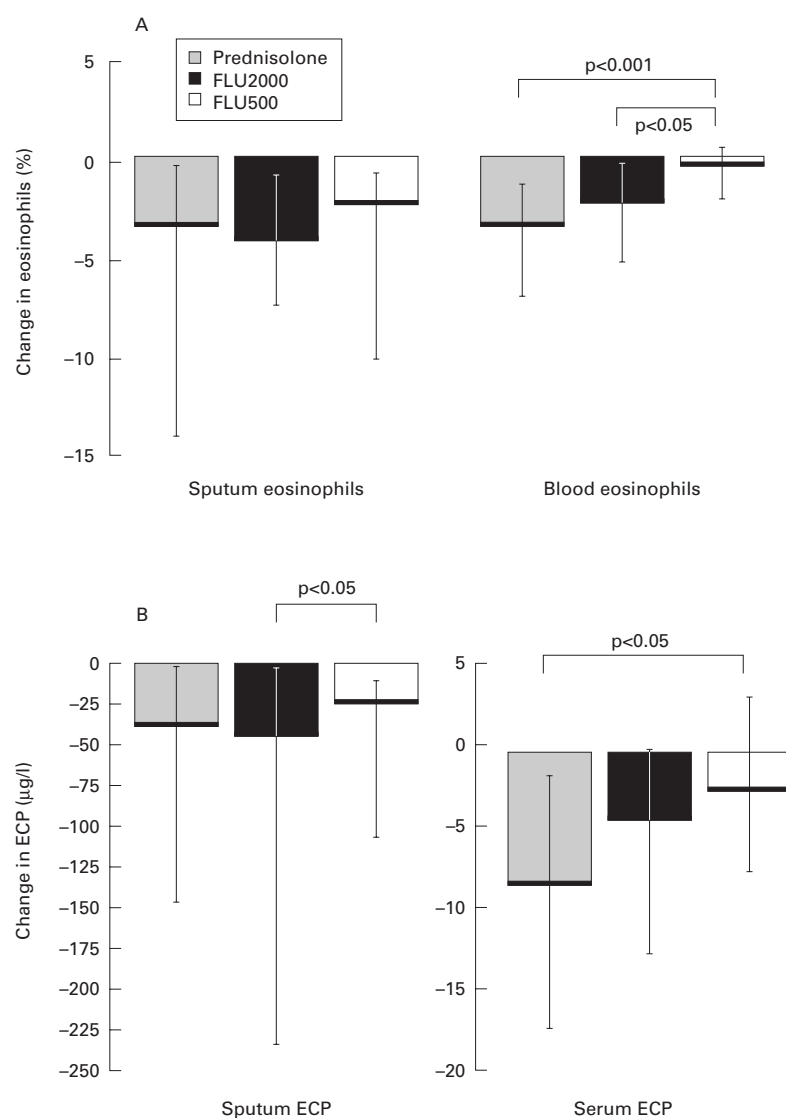 A
Prednisolone
FLU2000
FLU500
p<0.001
p<0.05
Change in eosinophils (%)
5
0
–5
–10
–15
Sputum eosinophils
Blood eosinophils
B
p<0.05
p<0.05
Change in ECP (μg/l)
0
–25
–50
–75
–100
–125
–150
–175
–200
–225
–250
5
0
–5
–10
–15
–20
Sputum ECP
Serum ECP